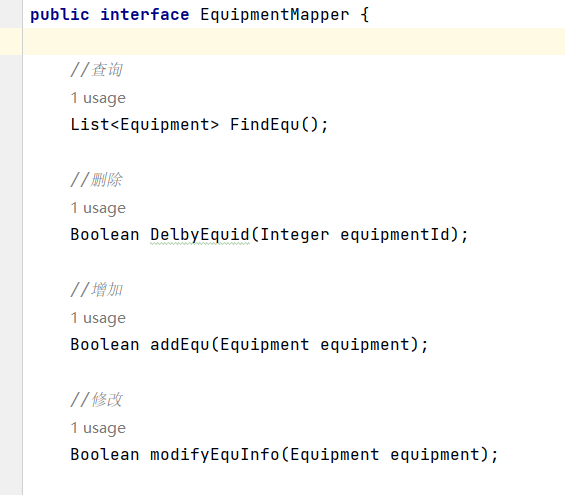 public interface EquipmentMapper {
//查询
1 usage
List<Equipment> FindEqu();
//删除
1 usage
Boolean DelbyEquid(Integer equipmentId);
//增加
1 usage
Boolean addEqu(Equipment equipment);
//修改
1 usage
Boolean modifyEquInfo(Equipment equipment);